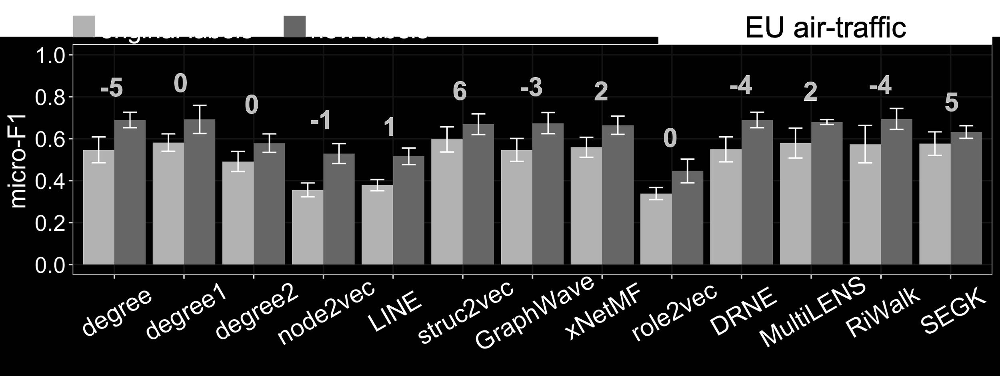 EU air-traffic
micro-F1
1.0
0.8
0.6
0.4
0.2
0.0
-5 0 0 -1 1 6 -3 2 0 -4 2 -4 5
degree degree1 degree2 node2vec LINE struc2vec Graphwave xNetMF role2vec DRNE MultiLENS RiWalk SEGK